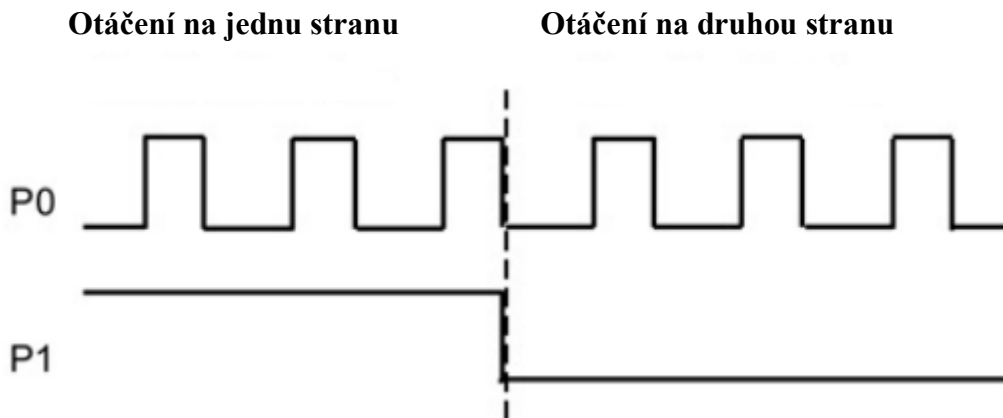 Otáčení na jednu stranu
Otáčení na druhou stranu
P0
P1